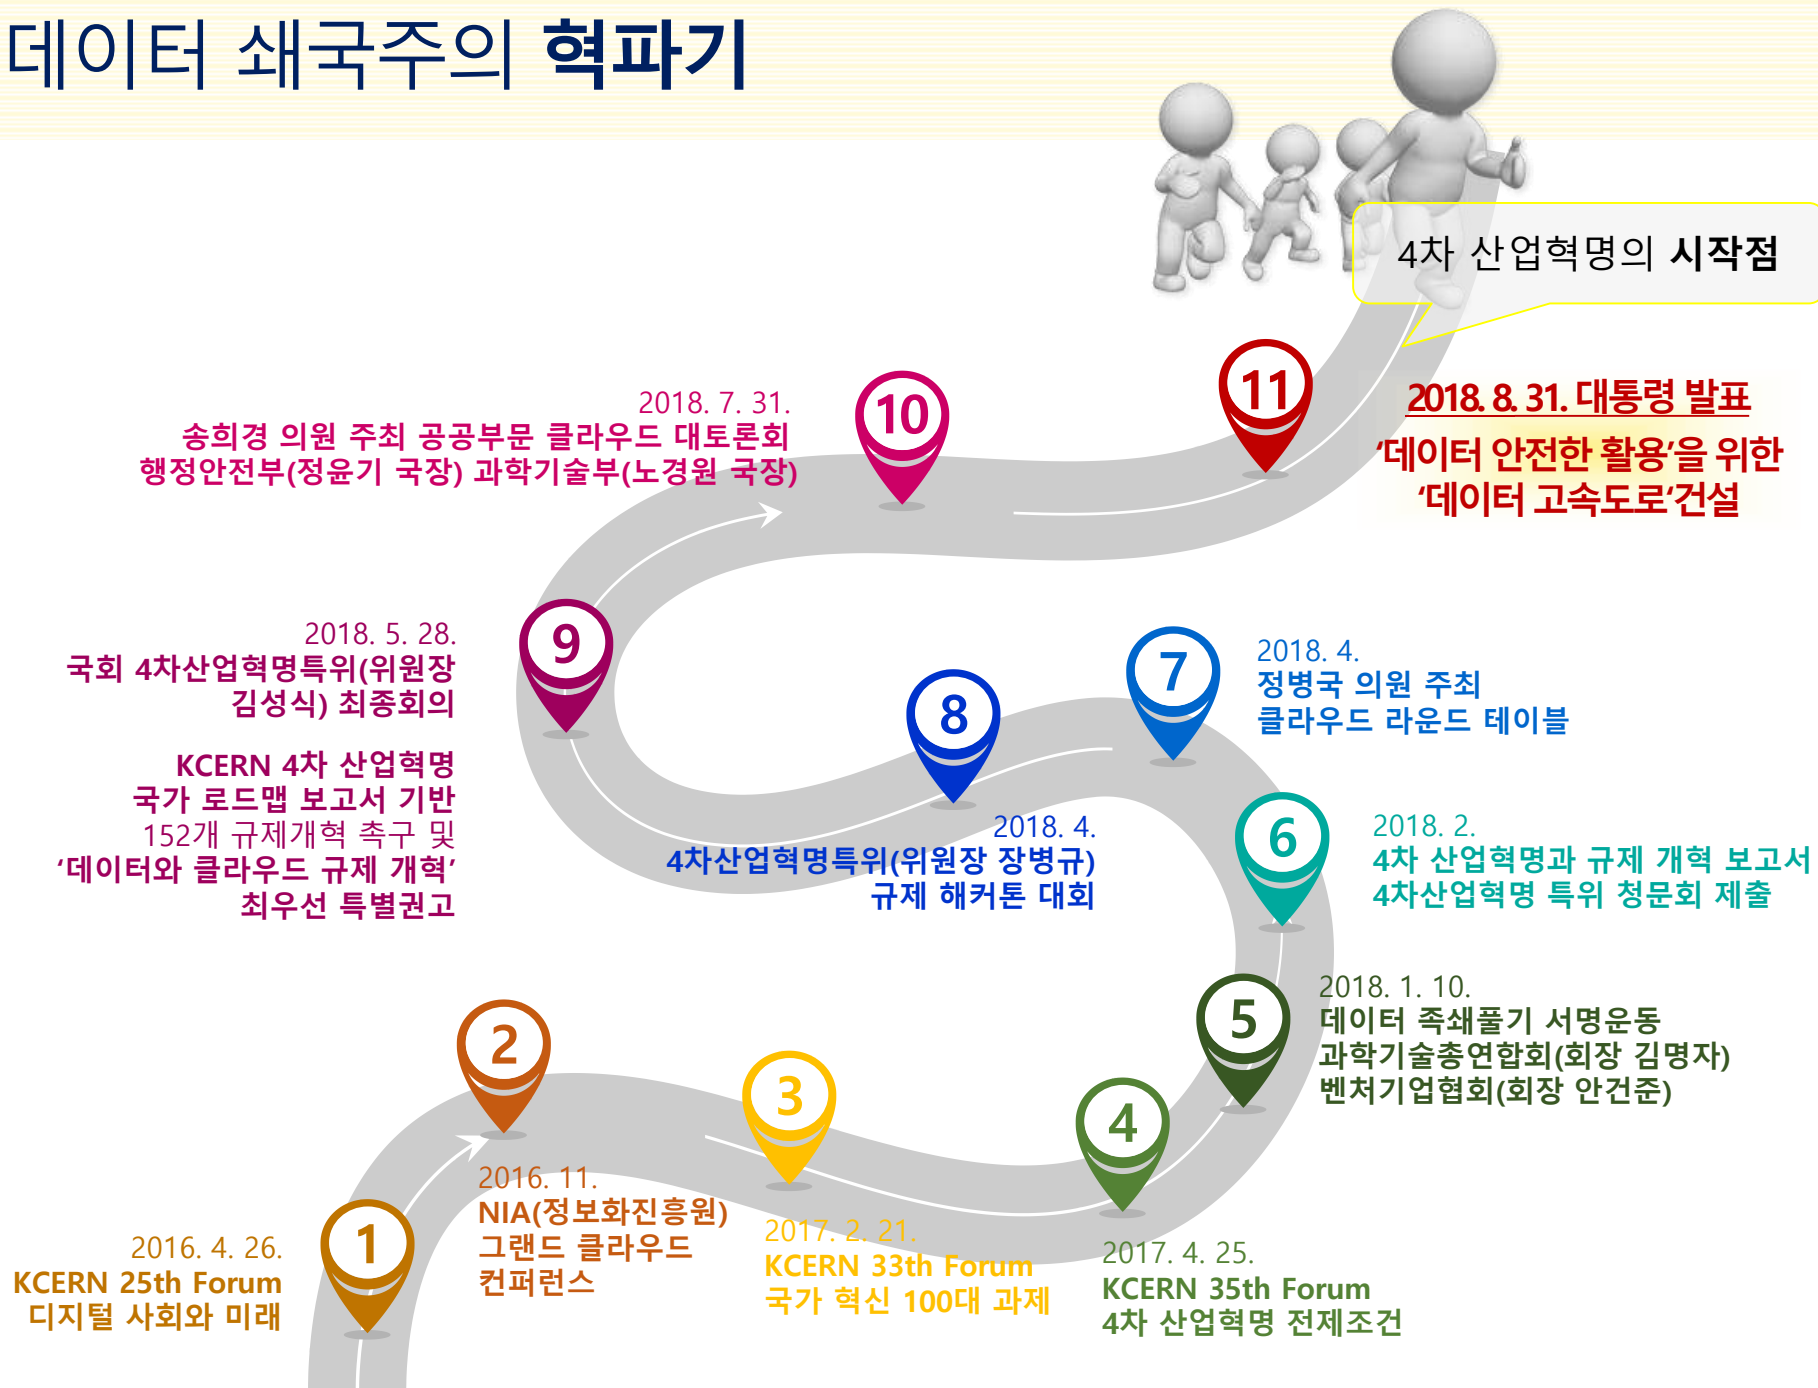 데이터 쇄국주의 혁파기
4차 산업혁명의 시작점
11
2018. 8. 31. 대통령 발표
‘데이터 안전한 활용’을 위한
‘데이터 고속도로‘건설
10
2018. 7. 31.
송희경 의원 주최 공공부문 클라우드 대토론회
행정안전부(정윤기 국장) 과학기술부(노경원 국장)
9
2018. 5. 28.
국회 4차산업혁명특위(위원장
김성식) 최종회의
KCERN 4차 산업혁명
국가 로드맵 보고서 기반
152개 규제개혁 촉구 및
‘데이터와 클라우드 규제 개혁’
최우선 특별권고
8
2018. 4.
4차산업혁명특위(위원장 장병규)
규제 해커톤 대회
7
2018. 4.
정병국 의원 주최
클라우드 라운드 테이블
6
2018. 2.
4차 산업혁명과 규제 개혁 보고서
4차산업혁명 특위 청문회 제출
5
2018. 1. 10.
데이터 족쇄풀기 서명운동
과학기술총연합회(회장 김명자)
벤처기업협회(회장 안건준)
4
2017. 4. 25.
KCERN 35th Forum
4차 산업혁명 전제조건
3
2017. 2. 21.
KCERN 33th Forum
국가 혁신 100대 과제
2
2016. 11.
NIA(정보화진흥원)
그랜드 클라우드
컨퍼런스
1
2016. 4. 26.
KCERN 25th Forum
디지털 사회와 미래